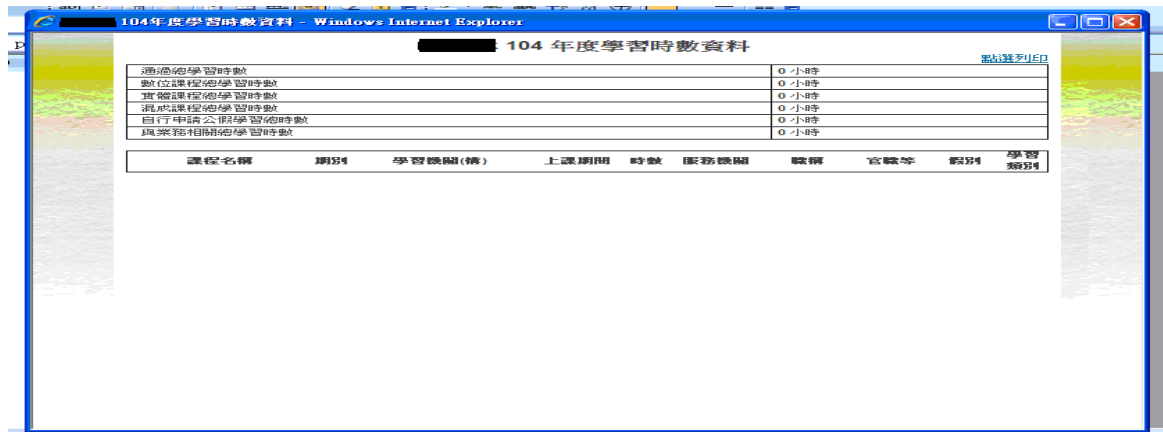 104年度學習時數資料 - Windows Internet Explorer
104 年度學習時數資料
點選列印
通過總學習時數 0 小時
數位課程總學習時數 0 小時
實體課程總學習時數 0 小時
混成課程總學習時數 0 小時
自行申請公假學習總時數 0 小時
與業務相關總學習時數 0 小時
課程名稱 期別 學習機關(構) 上課期間 時數 服務機關 職稱 官職等 假別 學習類別